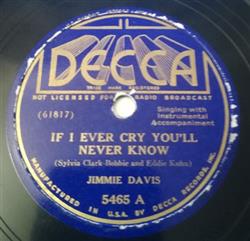 DECCA
TRADE MARK REGISTERED
NOT LICENSED FOR RADIO BROADCAST
(61817)
Singing with
Instrumental
Accompaniment
IF I EVER CRY YOU'LL
NEVER KNOW
(Sylvia Clark-Bobbie and Eddie Kuhn)
JIMMIE DAVIS
5465 A
MANUFACTURED IN U.S.A. BY DECCA RECORDS, INC.